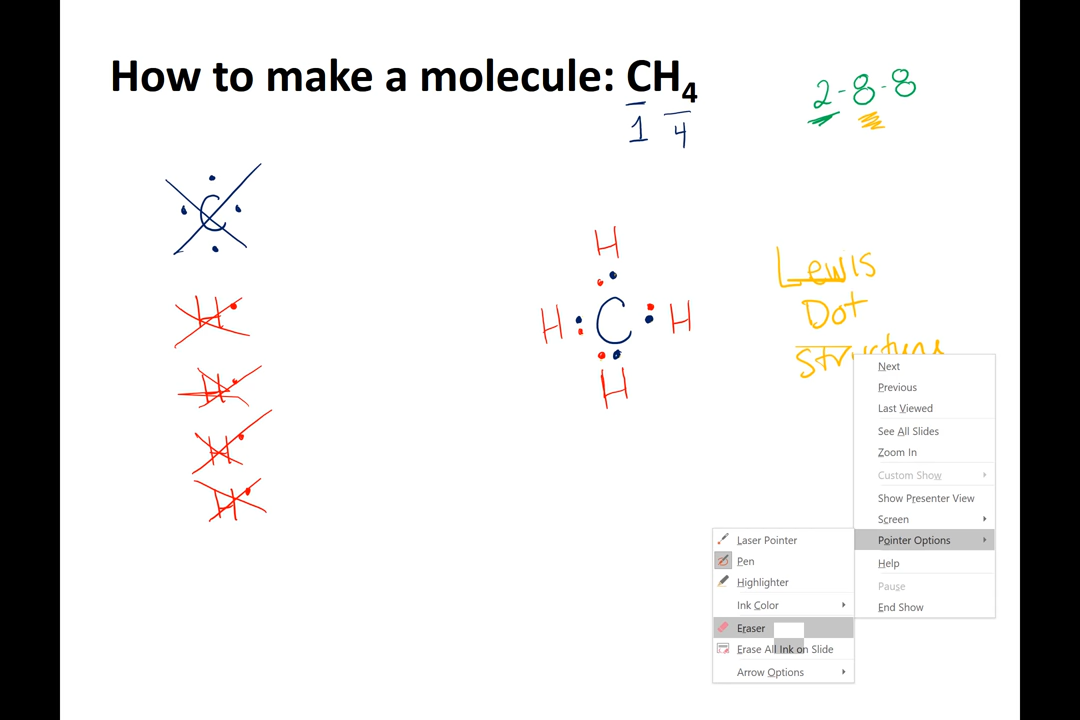 How to make a molecule: CH4
1 4
2-8-8
C
H
H
H
H
H
H C H
H
Lewis
Dot
Structure
Next
Previous
Last Viewed
See All Slides
Zoom In
Custom Show
Show Presenter View
Screen
Pointer Options
Help
Pause
End Show
Laser Pointer
Pen
Highlighter
Ink Color
Eraser
Erase All Ink on Slide
Arrow Options